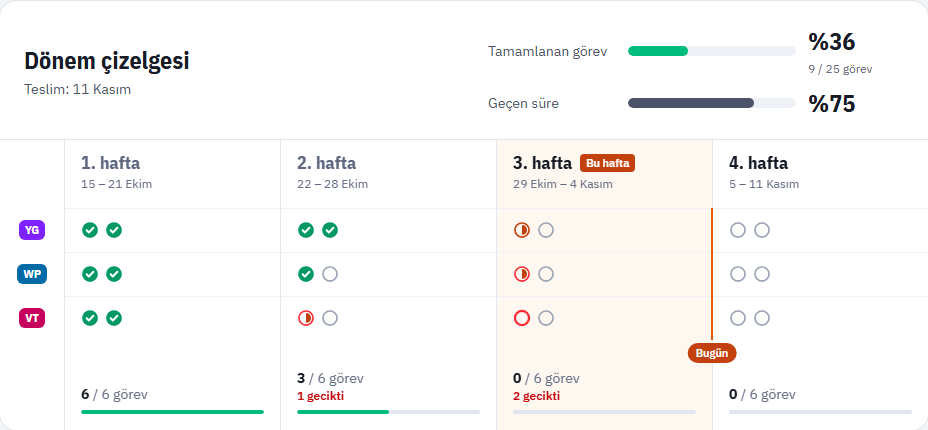 Dönem çizelgesi
Teslim: 11 Kasım
Tamamlanan görev
%36
9 / 25 görev
Geçen süre
%75
1. hafta
15 – 21 Ekim
2. hafta
22 – 28 Ekim
3. hafta Bu hafta
29 Ekim – 4 Kasım
4. hafta
5 – 11 Kasım
YG
WP
VT
Bugün
6 / 6 görev
3 / 6 görev
1 gecikti
0 / 6 görev
2 gecikti
0 / 6 görev